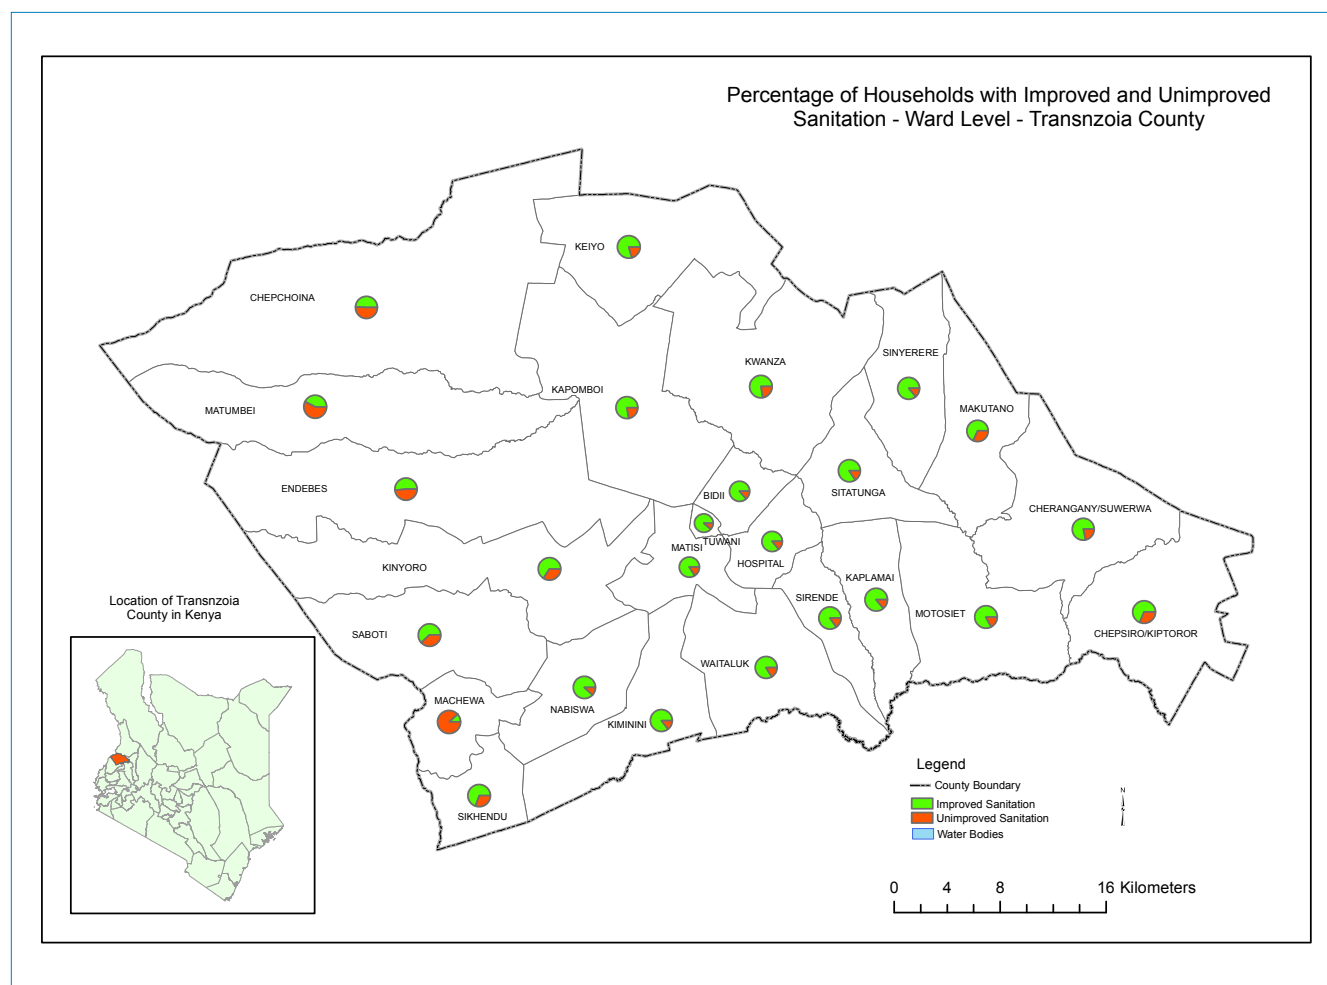 Percentage of Households with Improved and Unimproved
Sanitation - Ward Level - Transnzoia County
KEIYO
CHEPCHOINA
SINYERERE
KWANZA
KAPOMBOI
MATUMBEI
MAKUTANO
ENDEBES
BIDII
SITATUNGA
CHERANGANY/SUWERWA
TUWANI
MATISI
HOSPITAL
KINYORO
KAPLAMAI
SIRENDE
MOTOSIET
CHEPSIRO/KIPTOROR
SABOTI
WAITALUK
MACHEWA
NABISWA
KIMININI
SIKHENDU
Location of Transnzoia
County in Kenya
Legend
County Boundary
Improved Sanitation
Unimproved Sanitation
Water Bodies
N
0 4 8 16 Kilometers